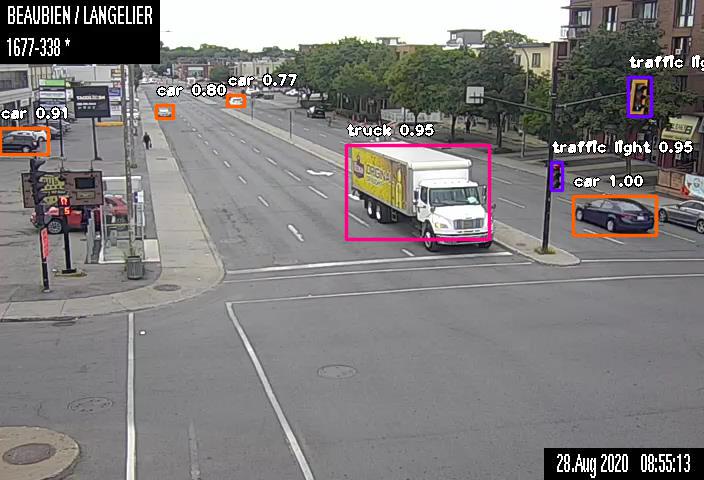 BEAUBIEN / LANGELIER
1677-338 *
car 0.77
car 0.80
traffic lig
car 0.91
truck 0.95
traffic light 0.95
car 1.00
28.Aug 2020 08:55:13